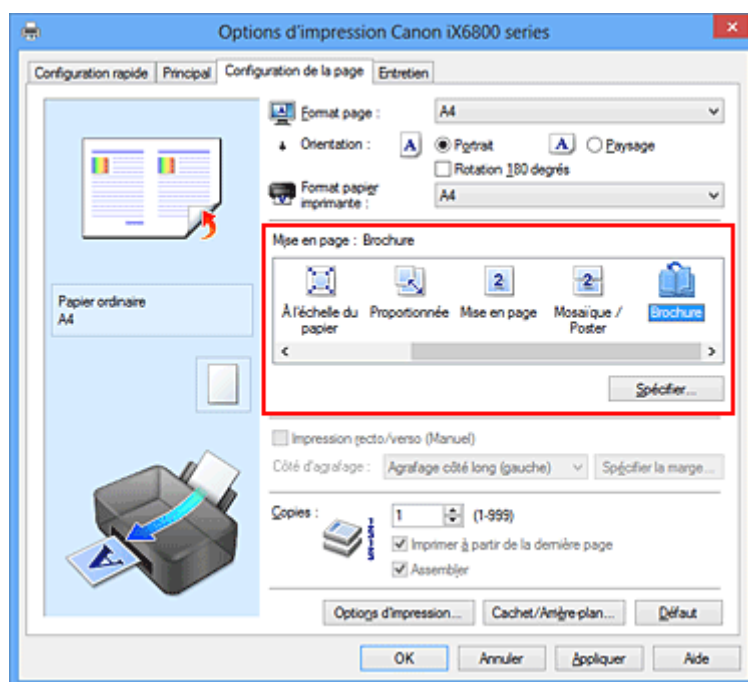 Options d'impression Canon iX6800 series
Configuration rapide Principal Configuration de la page Entretien
Format page : A4
Orientation : A Portrait A Paysage
Rotation 180 degrés
Format papier imprimante : A4
Mise en page : Brochure
À l'échelle du papier Proportionnée Mise en page Mosaïque / Poster Brochure
Spécifier...
Papier ordinaire
A4
Impression recto/verso (Manuel)
Côté d'agrafage : Agrafage côté long (gauche) Spécifier la marge...
Copies : 1 (1-999)
Imprimer à partir de la dernière page
Assembler
Options d'impression... Cachet/Arrière-plan... Défaut
OK Annuler Appliquer Aide